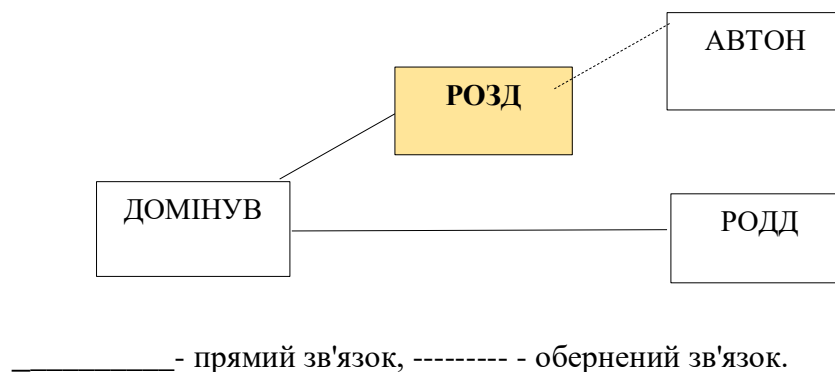 АВТОН
РОЗД
ДОМІНУВ
РОДД
__________- прямий зв'язок, --------- - обернений зв'язок.